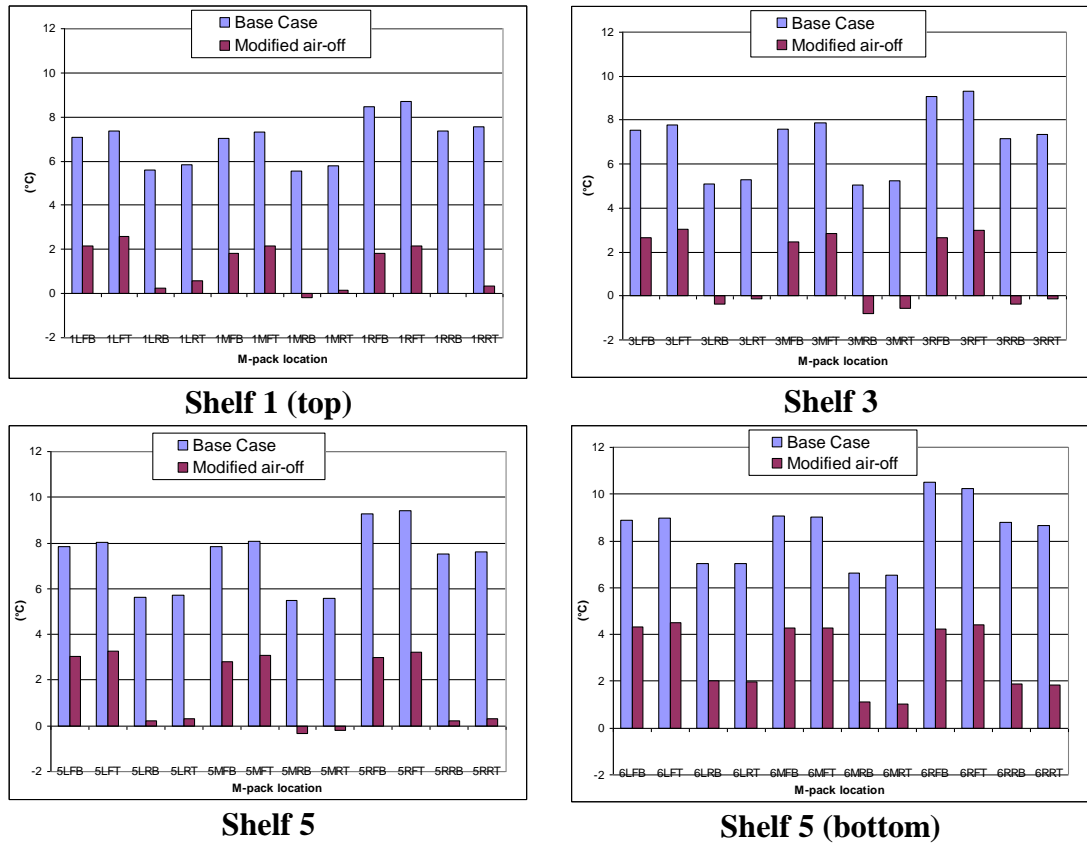 12
10
8
6
4
2
0
-2
(°C)
Base Case
Modified air-off
1LFB 1LFT 1LRB 1LRT 1MFB 1MFT 1MRB 1MRT 1RFB 1RFT 1RRB 1RRT
M-pack location
Shelf 1 (top)
12
10
8
6
4
2
0
-2
(°C)
Base Case
Modified air-off
3LFB 3LFT 3LRB 3LRT 3MFB 3MFT 3MRB 3MRT 3RFB 3RFT 3RRB 3RRT
M-pack location
Shelf 3
12
10
8
6
4
2
0
-2
(°C)
Base Case
Modified air-off
5LFB 5LFT 5LRB 5LRT 5MFB 5MFT 5MRB 5MRT 5RFB 5RFT 5RRB 5RRT
M-pack location
Shelf 5
12
10
8
6
4
2
0
-2
(°C)
Base Case
Modified air-off
6LFB 6LFT 6LRB 6LRT 6MFB 6MFT 6MRB 6MRT 6RFB 6RFT 6RRB 6RRT
M-pack location
Shelf 5 (bottom)